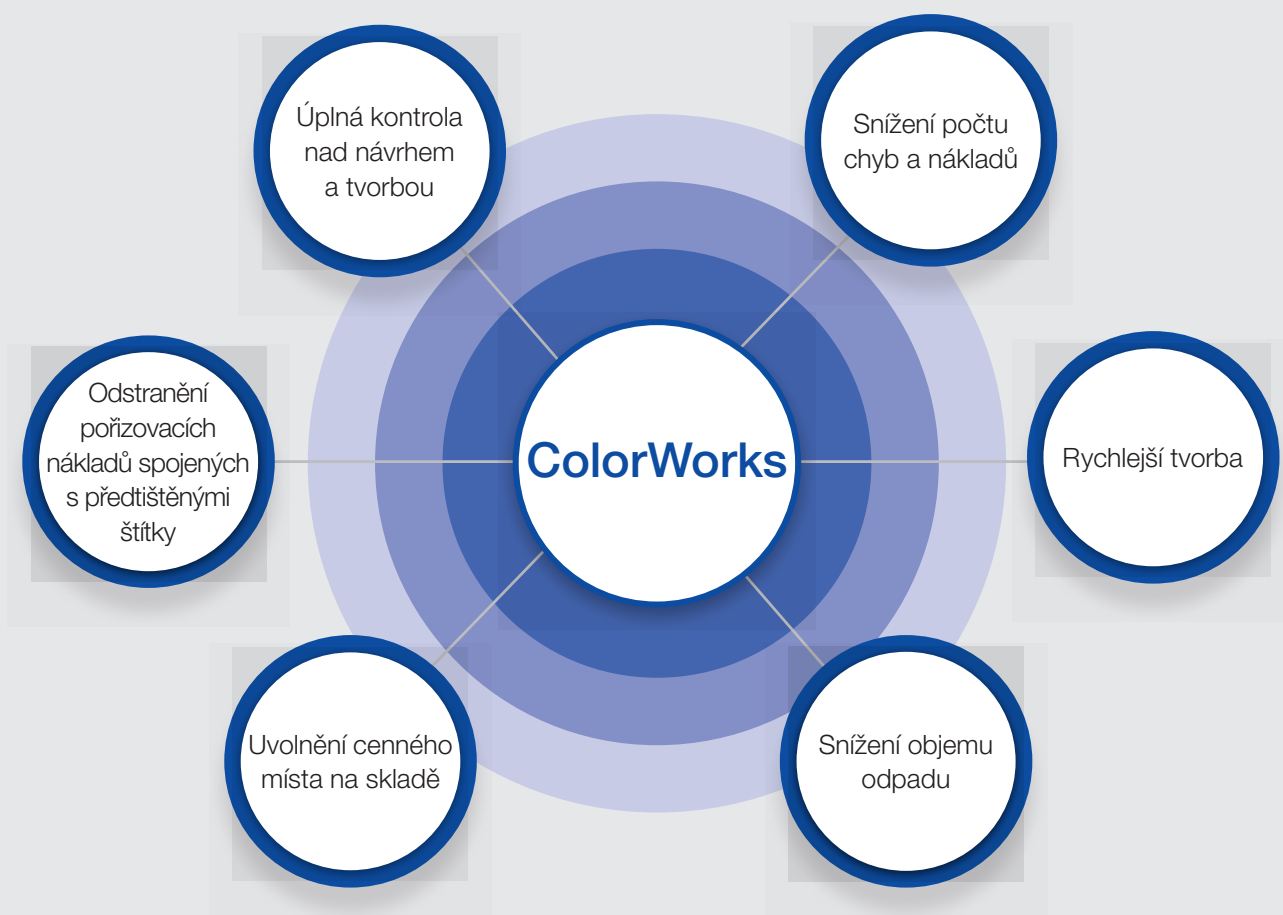 Úplná kontrola
nad návrhem
a tvorbou
Snížení počtu
chyb a nákladů
Odstranění
pořizovacích
nákladů spojených
s předtištěnými
štítky
ColorWorks
Rychlejší tvorba
Uvolnění cenného
místa na skladě
Snížení objemu
odpadu